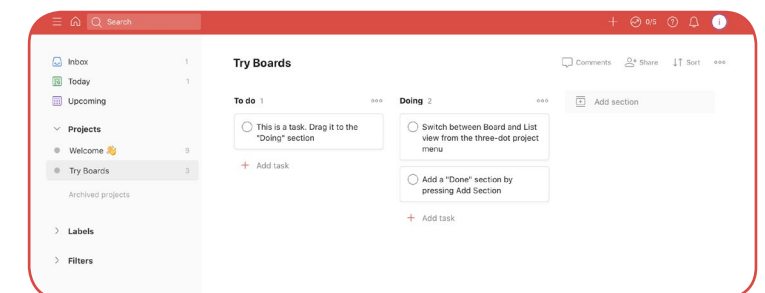 Search
0/5
Inbox 1
Today 1
Upcoming
Projects
Welcome 👋 9
Try Boards 3
Archived projects
Labels
Filters
Try Boards
Comments Share Sort
To do 1
This is a task. Drag it to the
"Doing" section
Add task
Doing 2
Switch between Board and List
view from the three-dot project
menu
Add a "Done" section by
pressing Add Section
Add task
Add section